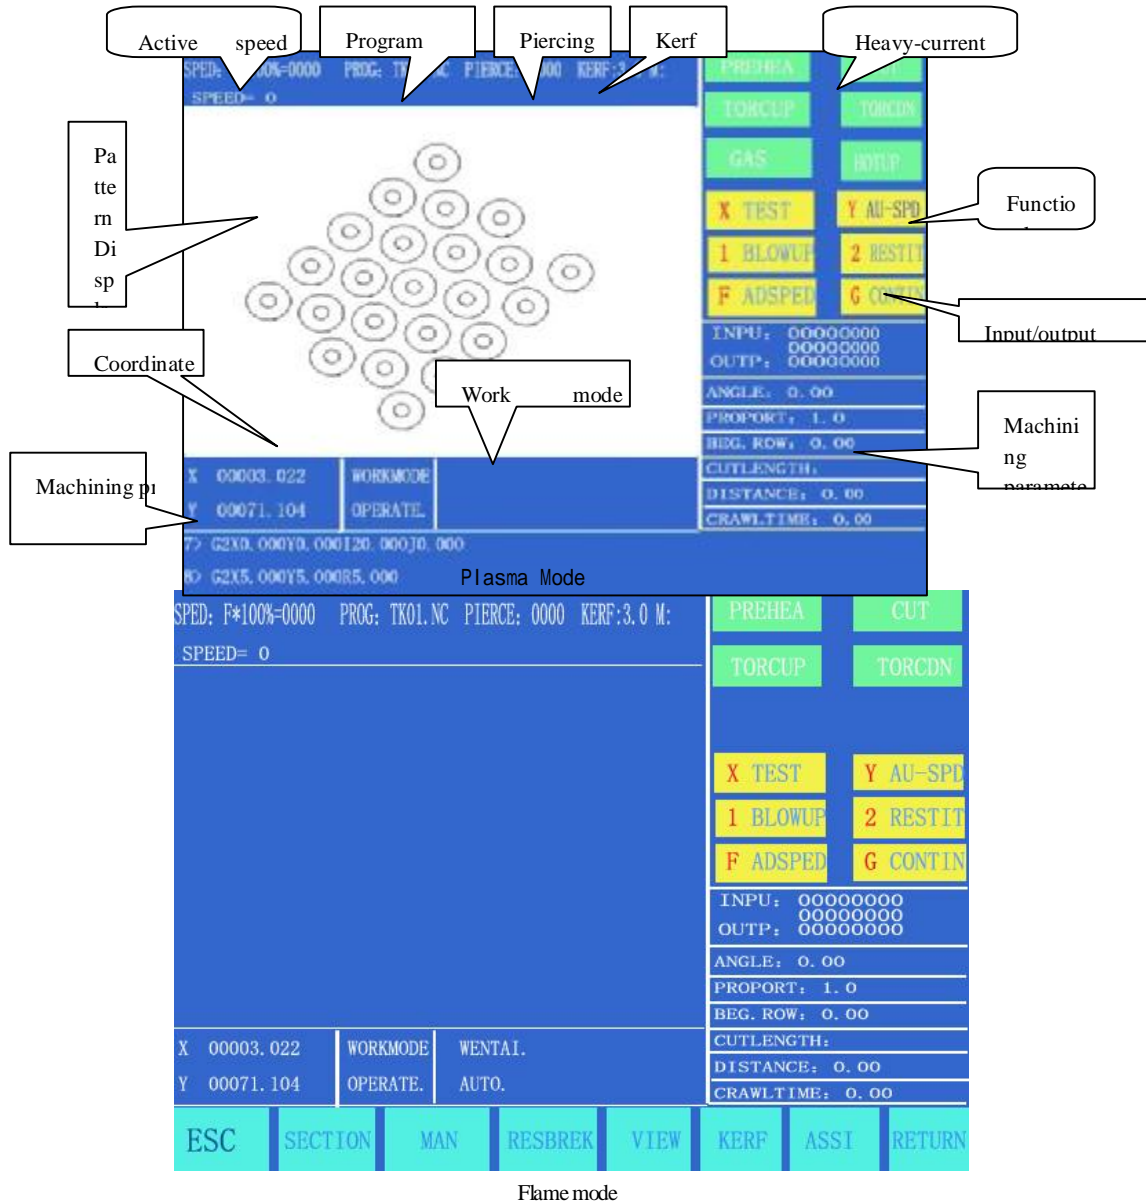 Active speed
Program
Piercing
Kerf
Heavy-current
SPED: 100%=0000 PROG: TK NC PIERCE: 000 KERF:3. M:
SPEED= 0
PREHEA
TORCUP TORCDN
GAS HOTUP
X TEST Y AU-SPD
1 BLOWUP 2 RESTIT
F ADSPED G CONTIN
Pa
tte
rn
Di
sp
Functio
Input/output
INPU: 00000000
00000000
OUTP: 00000000
Coordinate
Work mode
ANGLE: 0.00
PROPORT: 1.0
BEG.ROW: 0.00
CUTLENGTH:
DISTANCE: 0.00
CRAWLTIME: 0.00
Machini
ng
paramete
Machining
X 00003.022 WORKMODE
Y 00071.104 OPERATE.
7> G2X0.000Y0.000I20.000J0.000
8> G2X5.000Y5.000R5.000
Plasma Mode
SPED: F*100%=0000 PROG: TK01.NC PIERCE: 0000 KERF:3.0 M:
SPEED= 0
PREHEA CUT
TORCUP TORCDN
X TEST Y AU-SPD
1 BLOWUP 2 RESTIT
F ADSPED G CONTIN
INPU: 00000000
00000000
OUTP: 00000000
ANGLE: 0.00
PROPORT: 1.0
BEG.ROW: 0.00
CUTLENGTH:
DISTANCE: 0.00
CRAWLTIME: 0.00
X 00003.022 WORKMODE WENTAI.
Y 00071.104 OPERATE. AUTO.
ESC SECTION MAN RESBREK VIEW KERF ASSI RETURN
Flame mode